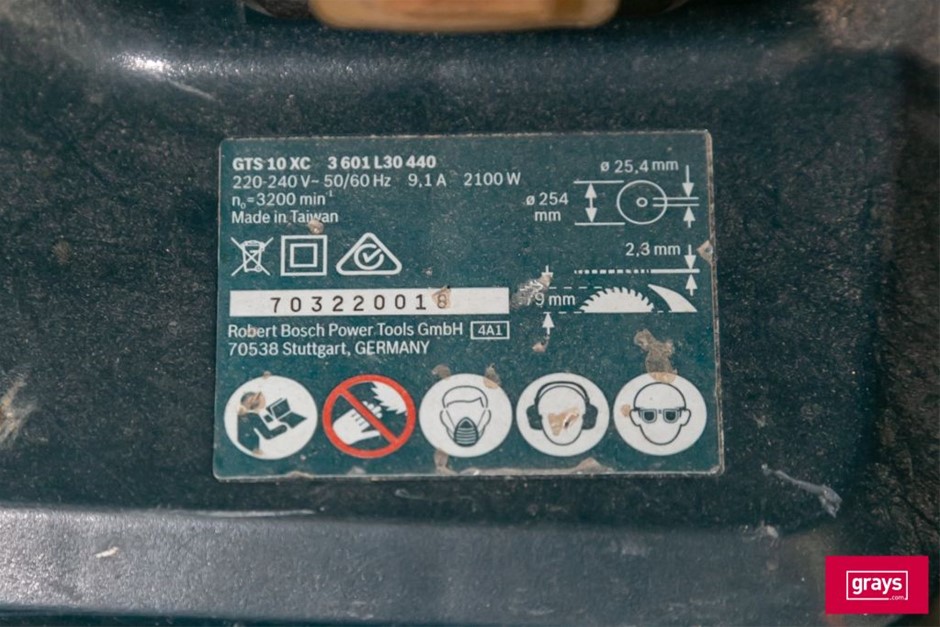 GTS 10 XC 3 601 L30 440
220-240 V~ 50/60 Hz 9,1 A 2100 W
n₀=3200 min⁻¹
Made in Taiwan
ø 25,4 mm
ø 254
mm
2,3 mm
mm
Robert Bosch Power Tools GmbH 4A1
70538 Stuttgart, GERMANY
grays
.com